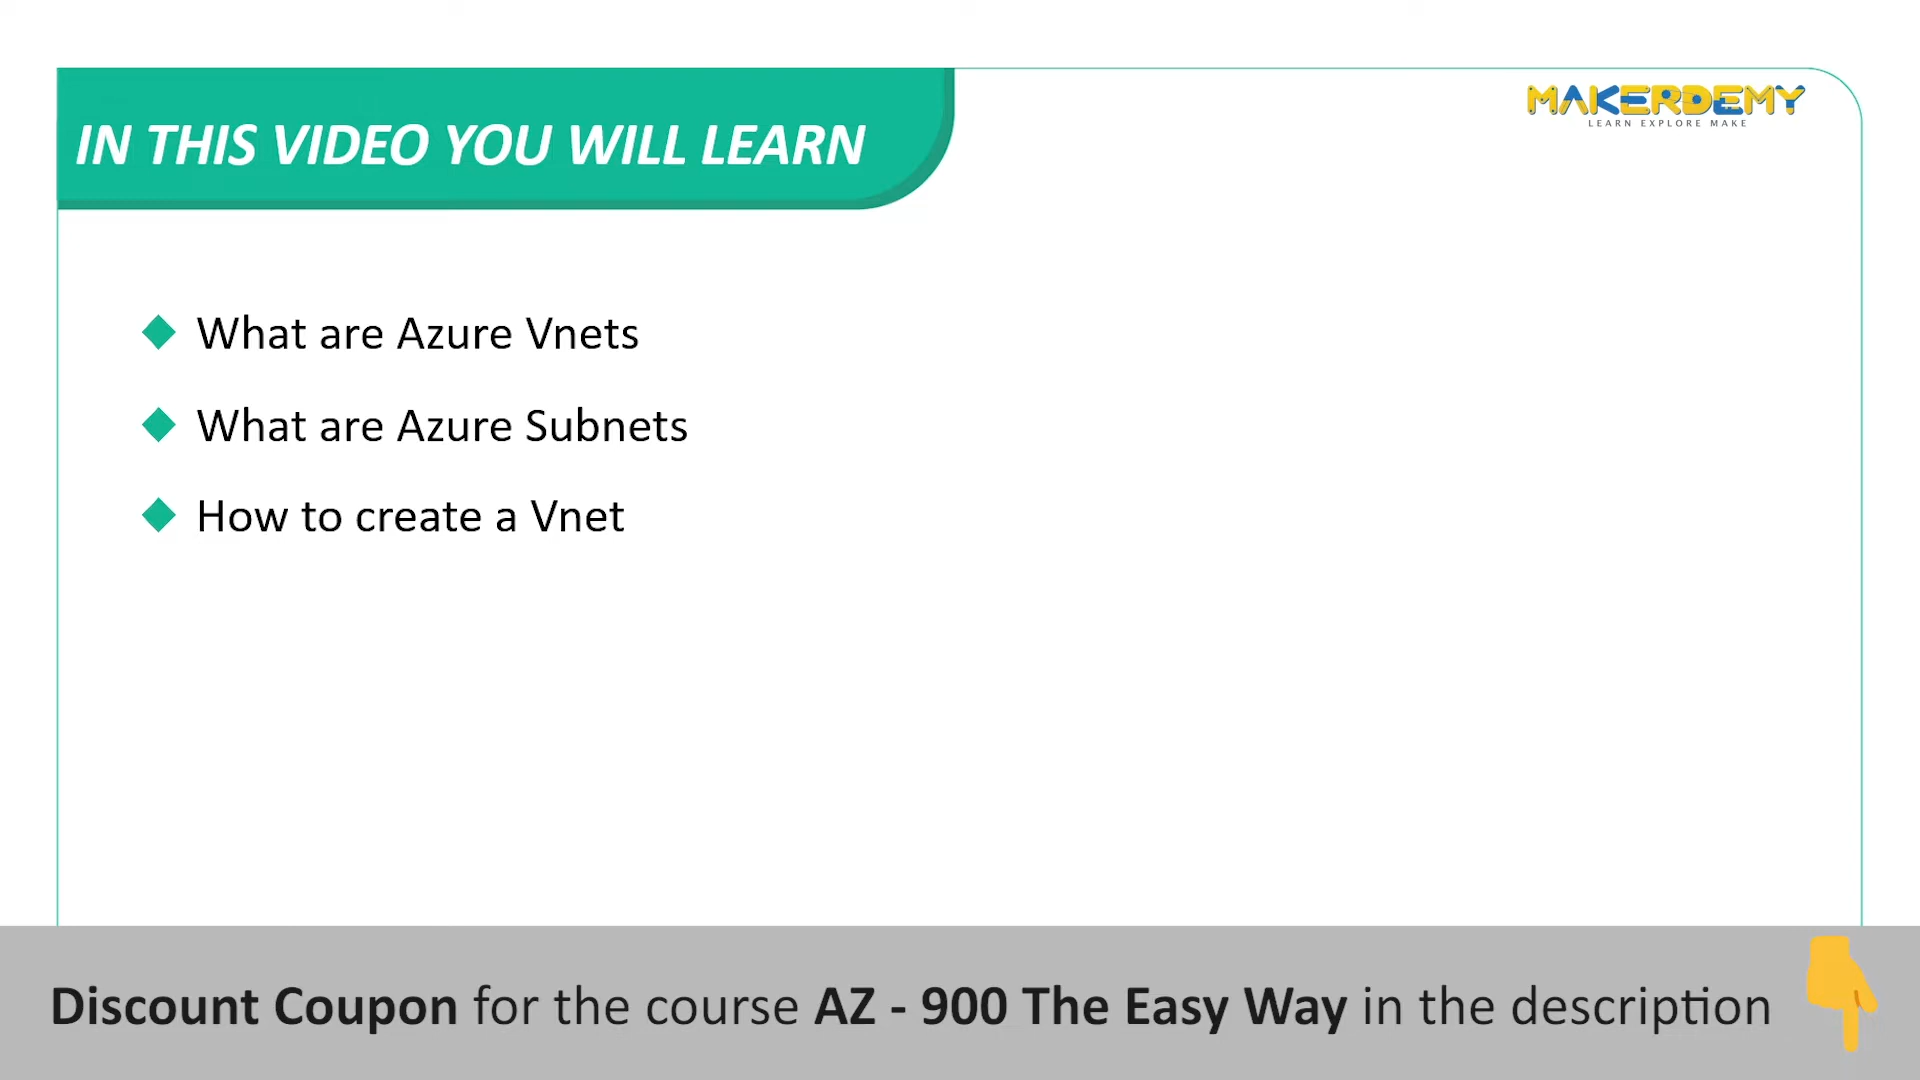 IN THIS VIDEO YOU WILL LEARN
MAKERDEMY
LEARN EXPLORE MAKE
What are Azure Vnets
What are Azure Subnets
How to create a Vnet
Discount Coupon for the course AZ - 900 The Easy Way in the description